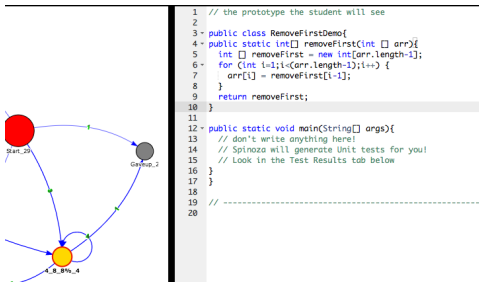 1 // the prototype the student will see
2
3 public class RemoveFirstDemo{
4 public static int[] removeFirst(int [] arr){
5 int [] removeFirst = new int[arr.length-1];
6 for (int i=1;i<(arr.length-1);i++) {
7 arr[i] = removeFirst[i-1];
8 }
9 return removeFirst;
10 }
11
12 public static void main(String[] args){
13 // don't write anything here!
14 // Spinoza will generate Unit tests for you!
15 // Look in the Test Results tab below
16 }
17 }
18
19 // ------------------------------------------------
20
Start_29
Gaveup_2
4_8_8%_4